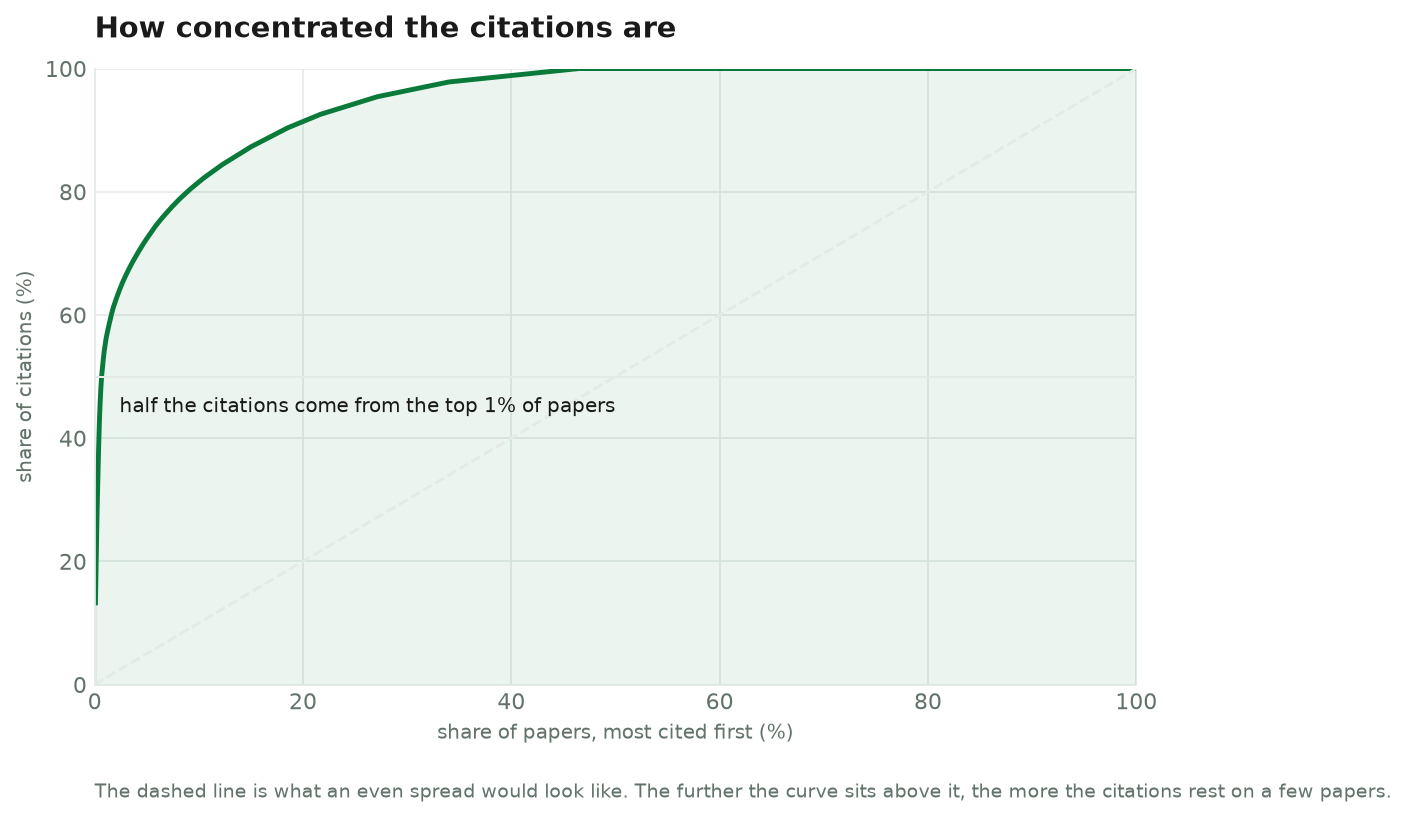 How concentrated the citations are
100
80
60
40
20
0
share of citations (%)
half the citations come from the top 1% of papers
0 20 40 60 80 100
share of papers, most cited first (%)
The dashed line is what an even spread would look like. The further the curve sits above it, the more the citations rest on a few papers.